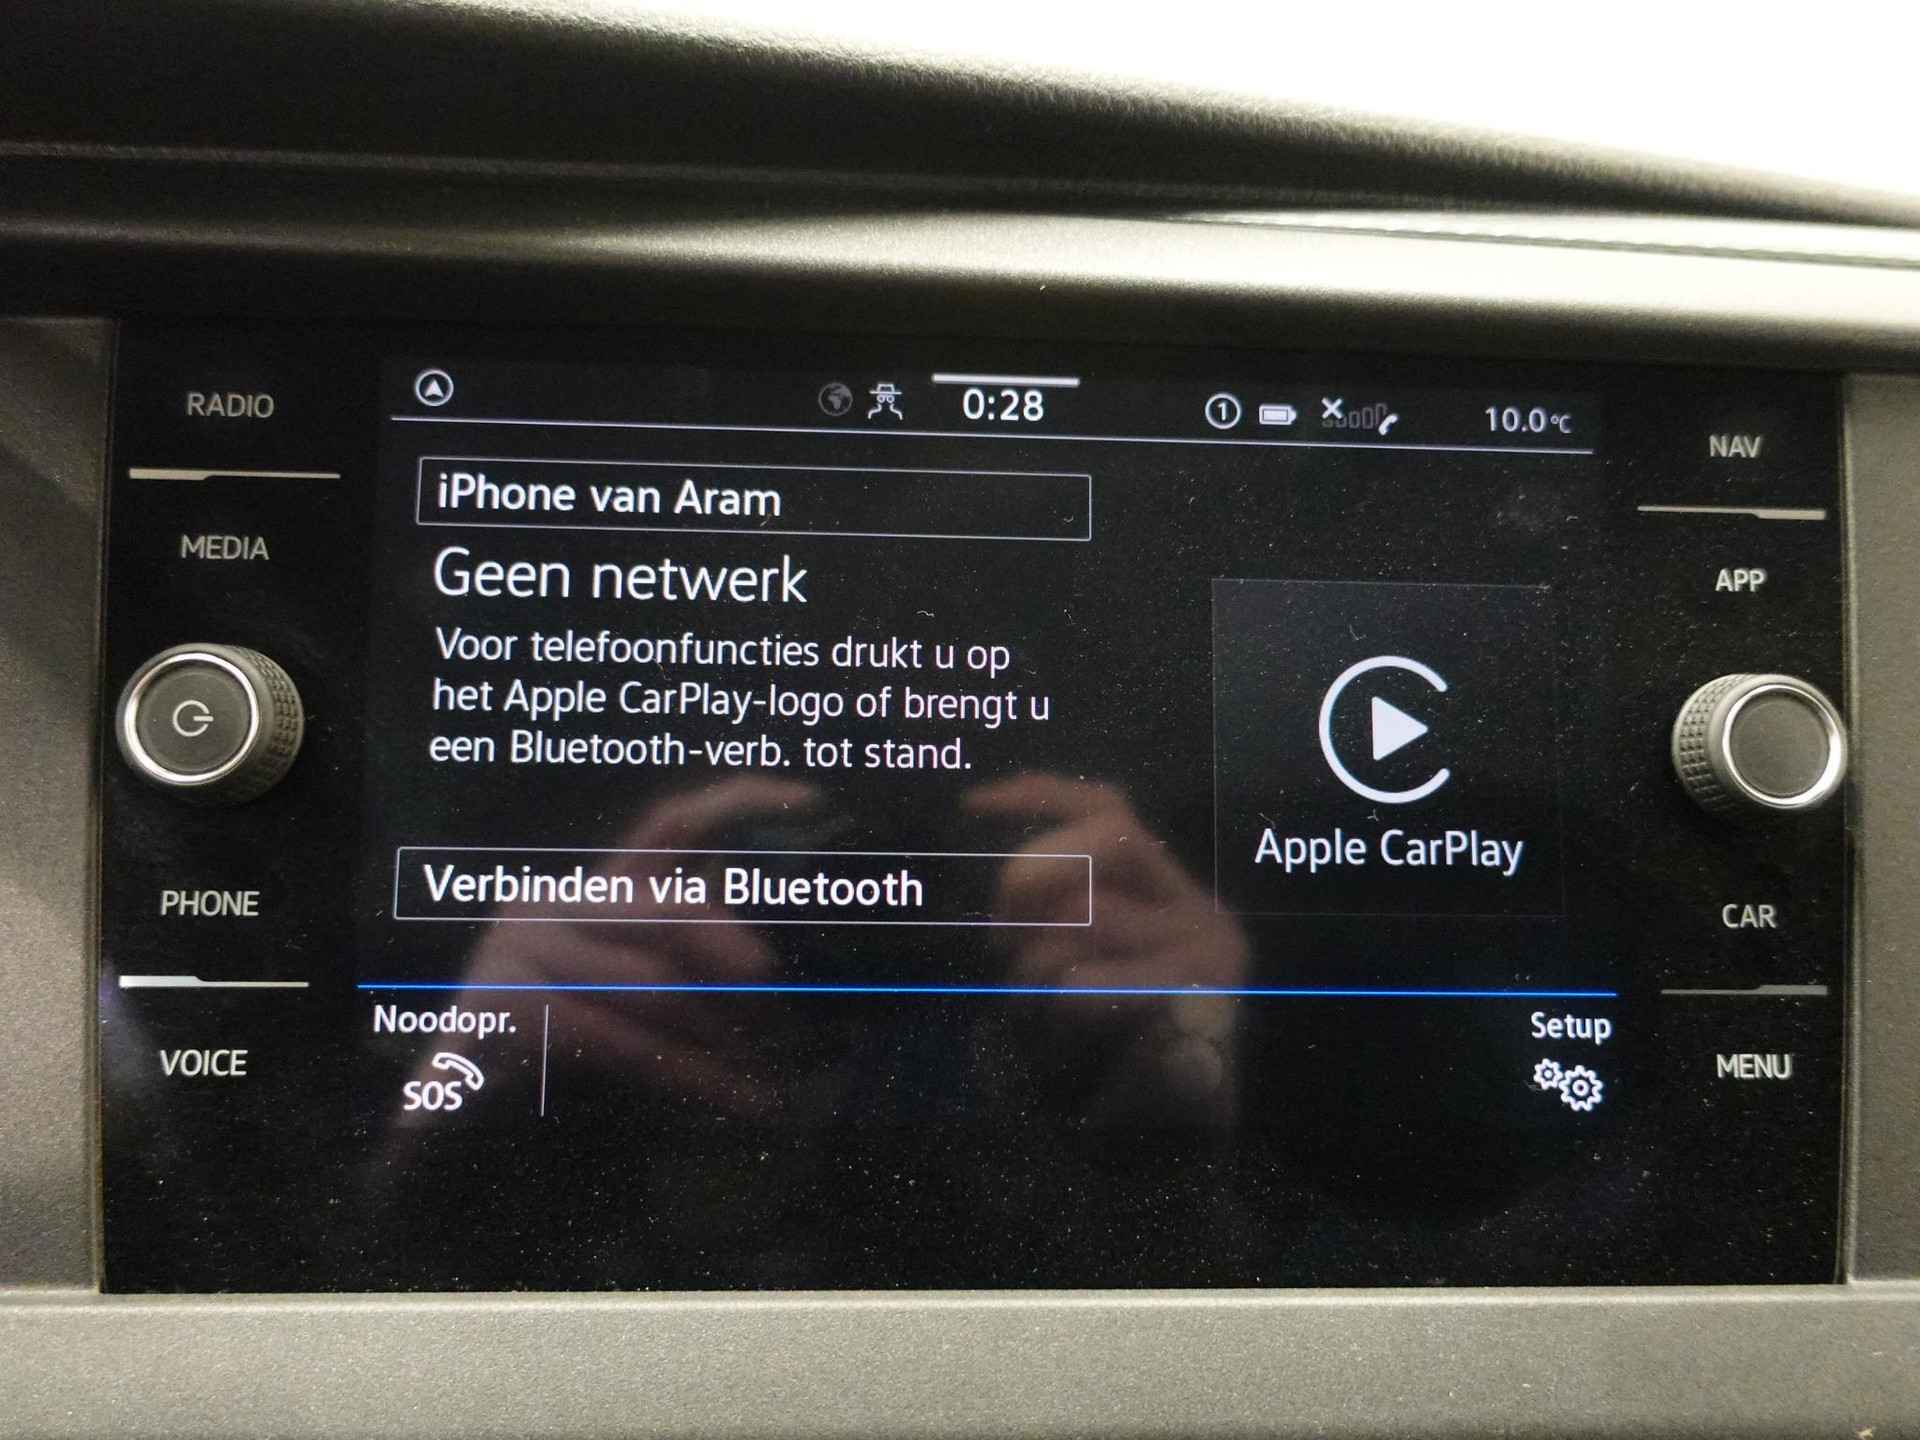 RADIO
MEDIA
PHONE
VOICE
0:28
1
10.0°C
iPhone van Aram
Geen netwerk
Voor telefoonfuncties drukt u op
het Apple CarPlay-logo of brengt u
een Bluetooth-verb. tot stand.
Verbinden via Bluetooth
Apple CarPlay
Noodopr.
SOS
Setup
NAV
APP
CAR
MENU